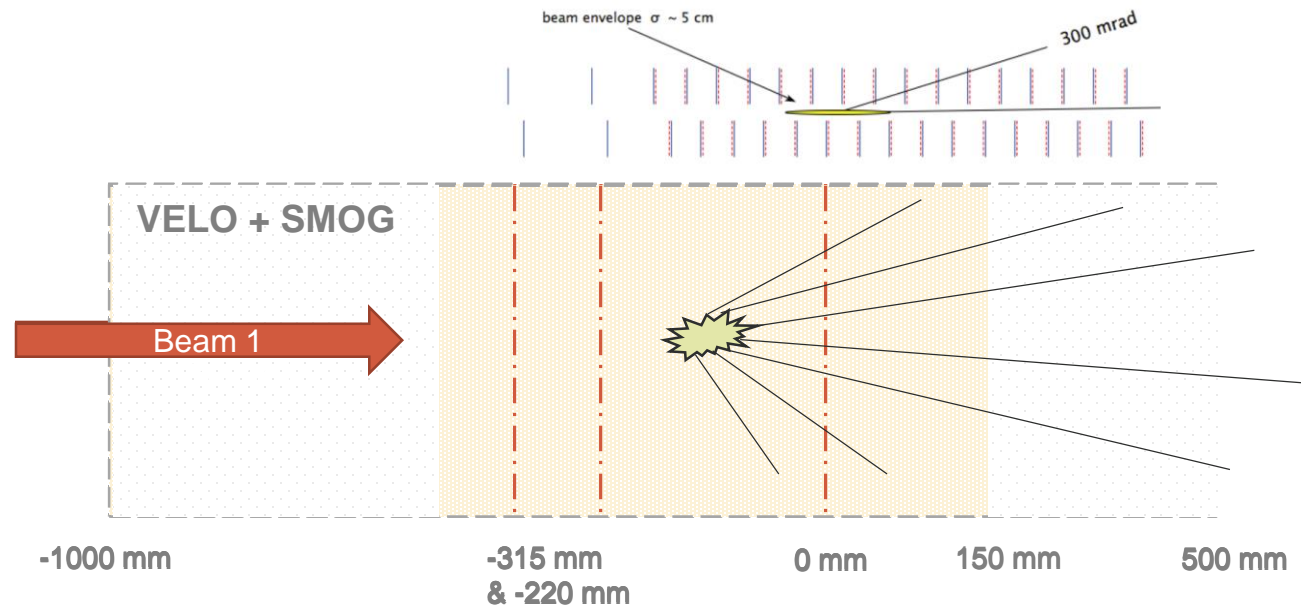 beam envelope σ ~ 5 cm
300 mrad
VELO + SMOG
Beam 1
-1000 mm
-315 mm
& -220 mm
0 mm
150 mm
500 mm